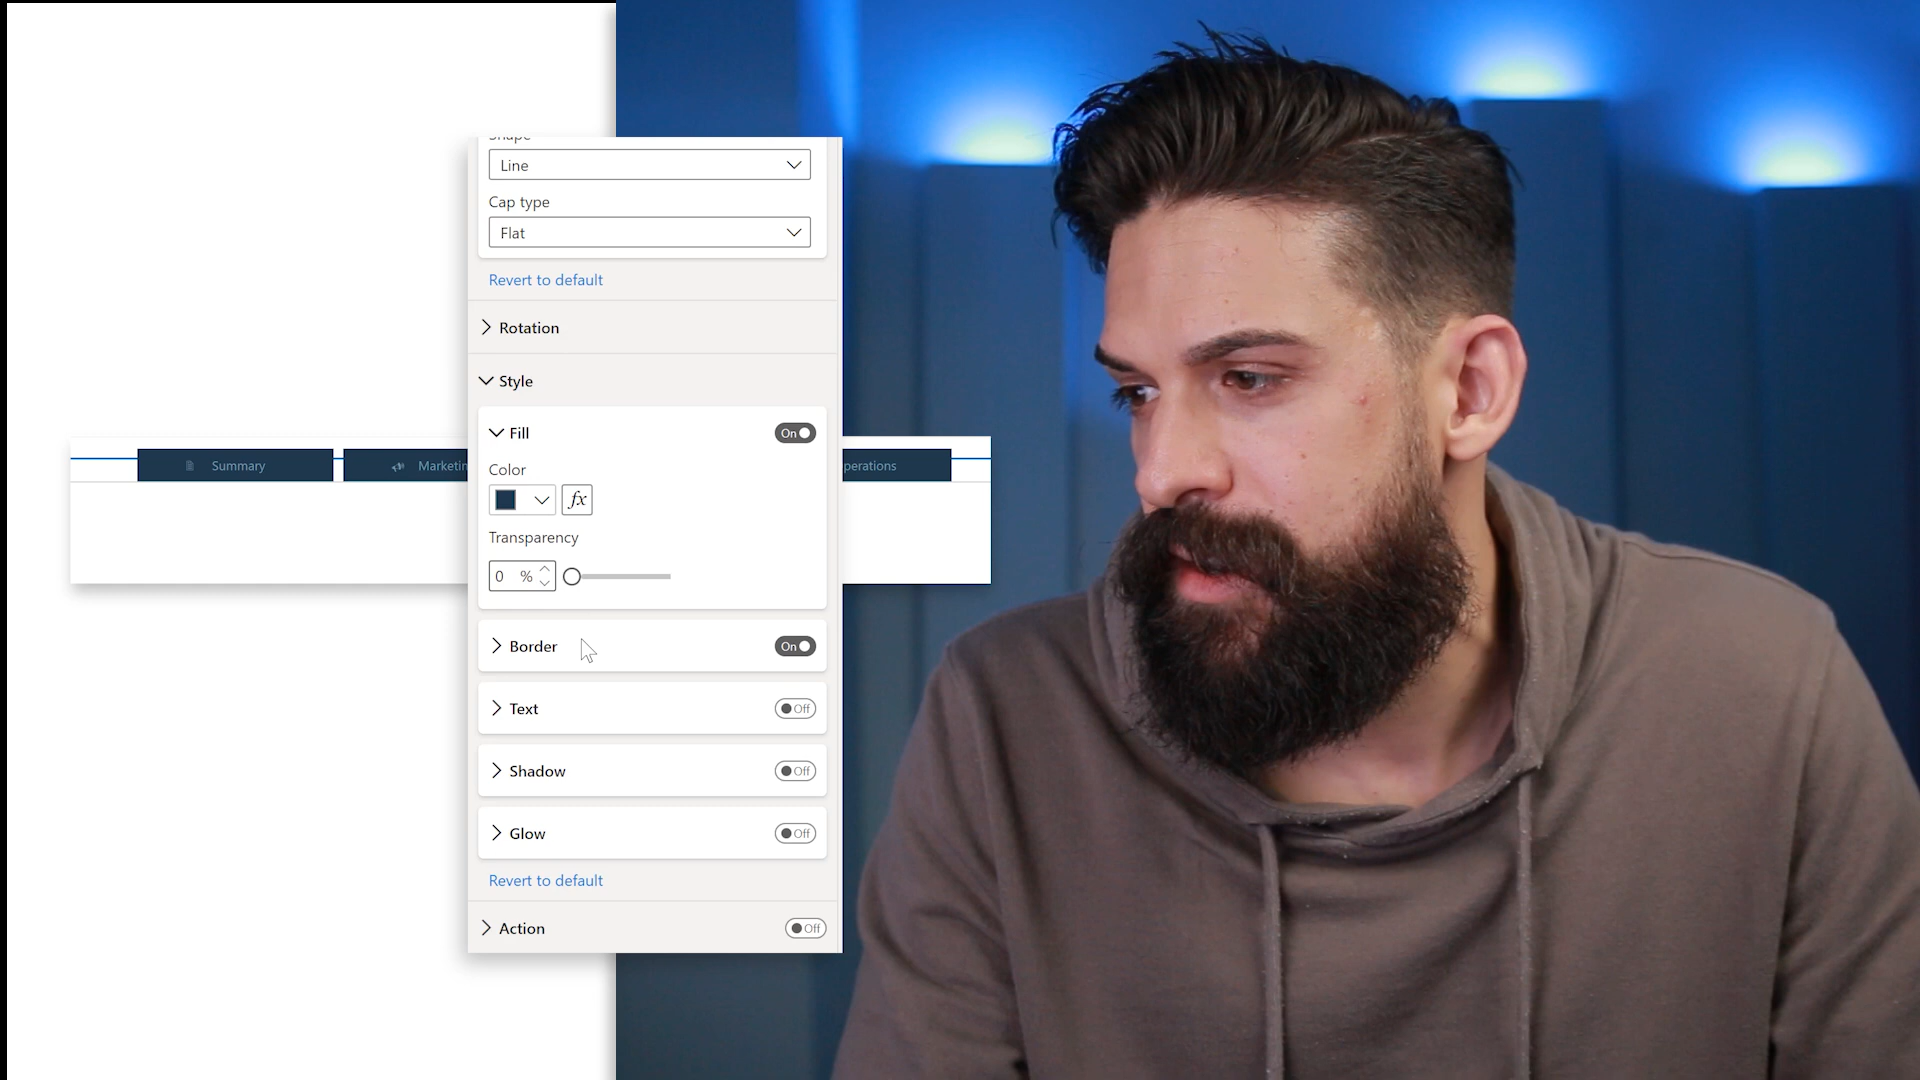 Shape
Line
Cap type
Flat
Revert to default
Rotation
Style
Fill
On
Color
fx
Transparency
0 %
Border
On
Text
Off
Shadow
Off
Glow
Off
Revert to default
Action
Off
Summary
Marketin
perations